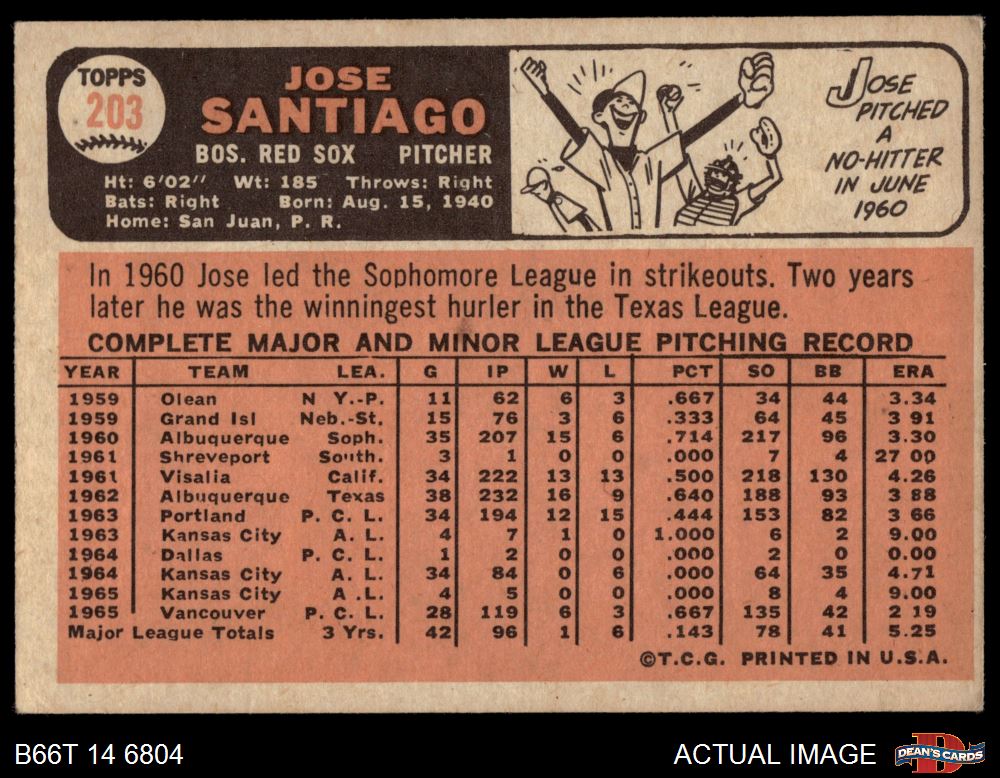 TOPPS
203
JOSE
SANTIAGO
BOS. RED SOX PITCHER
Ht: 6'02" Wt: 185 Throws: Right
Bats: Right Born: Aug. 15, 1940
Home: San Juan, P. R.
JOSE
PITCHED
A
NO-HITTER
IN JUNE
1960
In 1960 Jose led the Sophomore League in strikeouts. Two years
later he was the winningest hurler in the Texas League.
COMPLETE MAJOR AND MINOR LEAGUE PITCHING RECORD
YEAR TEAM LEA. G IP W L PCT SO BB ERA
1959 Olean N Y.-P. 11 62 6 3 .667 34 44 3.34
1959 Grand Isl Neb.-St. 15 76 3 6 .333 64 45 3 91
1960 Albuquerque Soph. 35 207 15 6 .714 217 96 3.30
1961 Shreveport South. 3 1 0 0 .000 7 4 27 00
1961 Visalia Calif. 34 222 13 13 .500 218 130 4.26
1962 Albuquerque Texas 38 232 16 9 .640 188 93 3 88
1963 Portland P. C. L. 34 194 12 15 .444 153 82 3 66
1963 Kansas City A. L. 4 7 1 0 1.000 6 2 9.00
1964 Dallas P. C. L. 1 2 0 0 .000 2 0 0.00
1964 Kansas City A. L. 34 84 0 6 .000 64 35 4.71
1965 Kansas City A .L. 4 5 0 0 .000 8 4 9.00
1965 Vancouver P. C. L. 28 119 6 3 .667 135 42 2 19
Major League Totals 3 Yrs. 42 96 1 6 .143 78 41 5.25
©T.C.G. PRINTED IN U.S.A.
B66T 14 6804 ACTUAL IMAGE DEAN'S CARDS